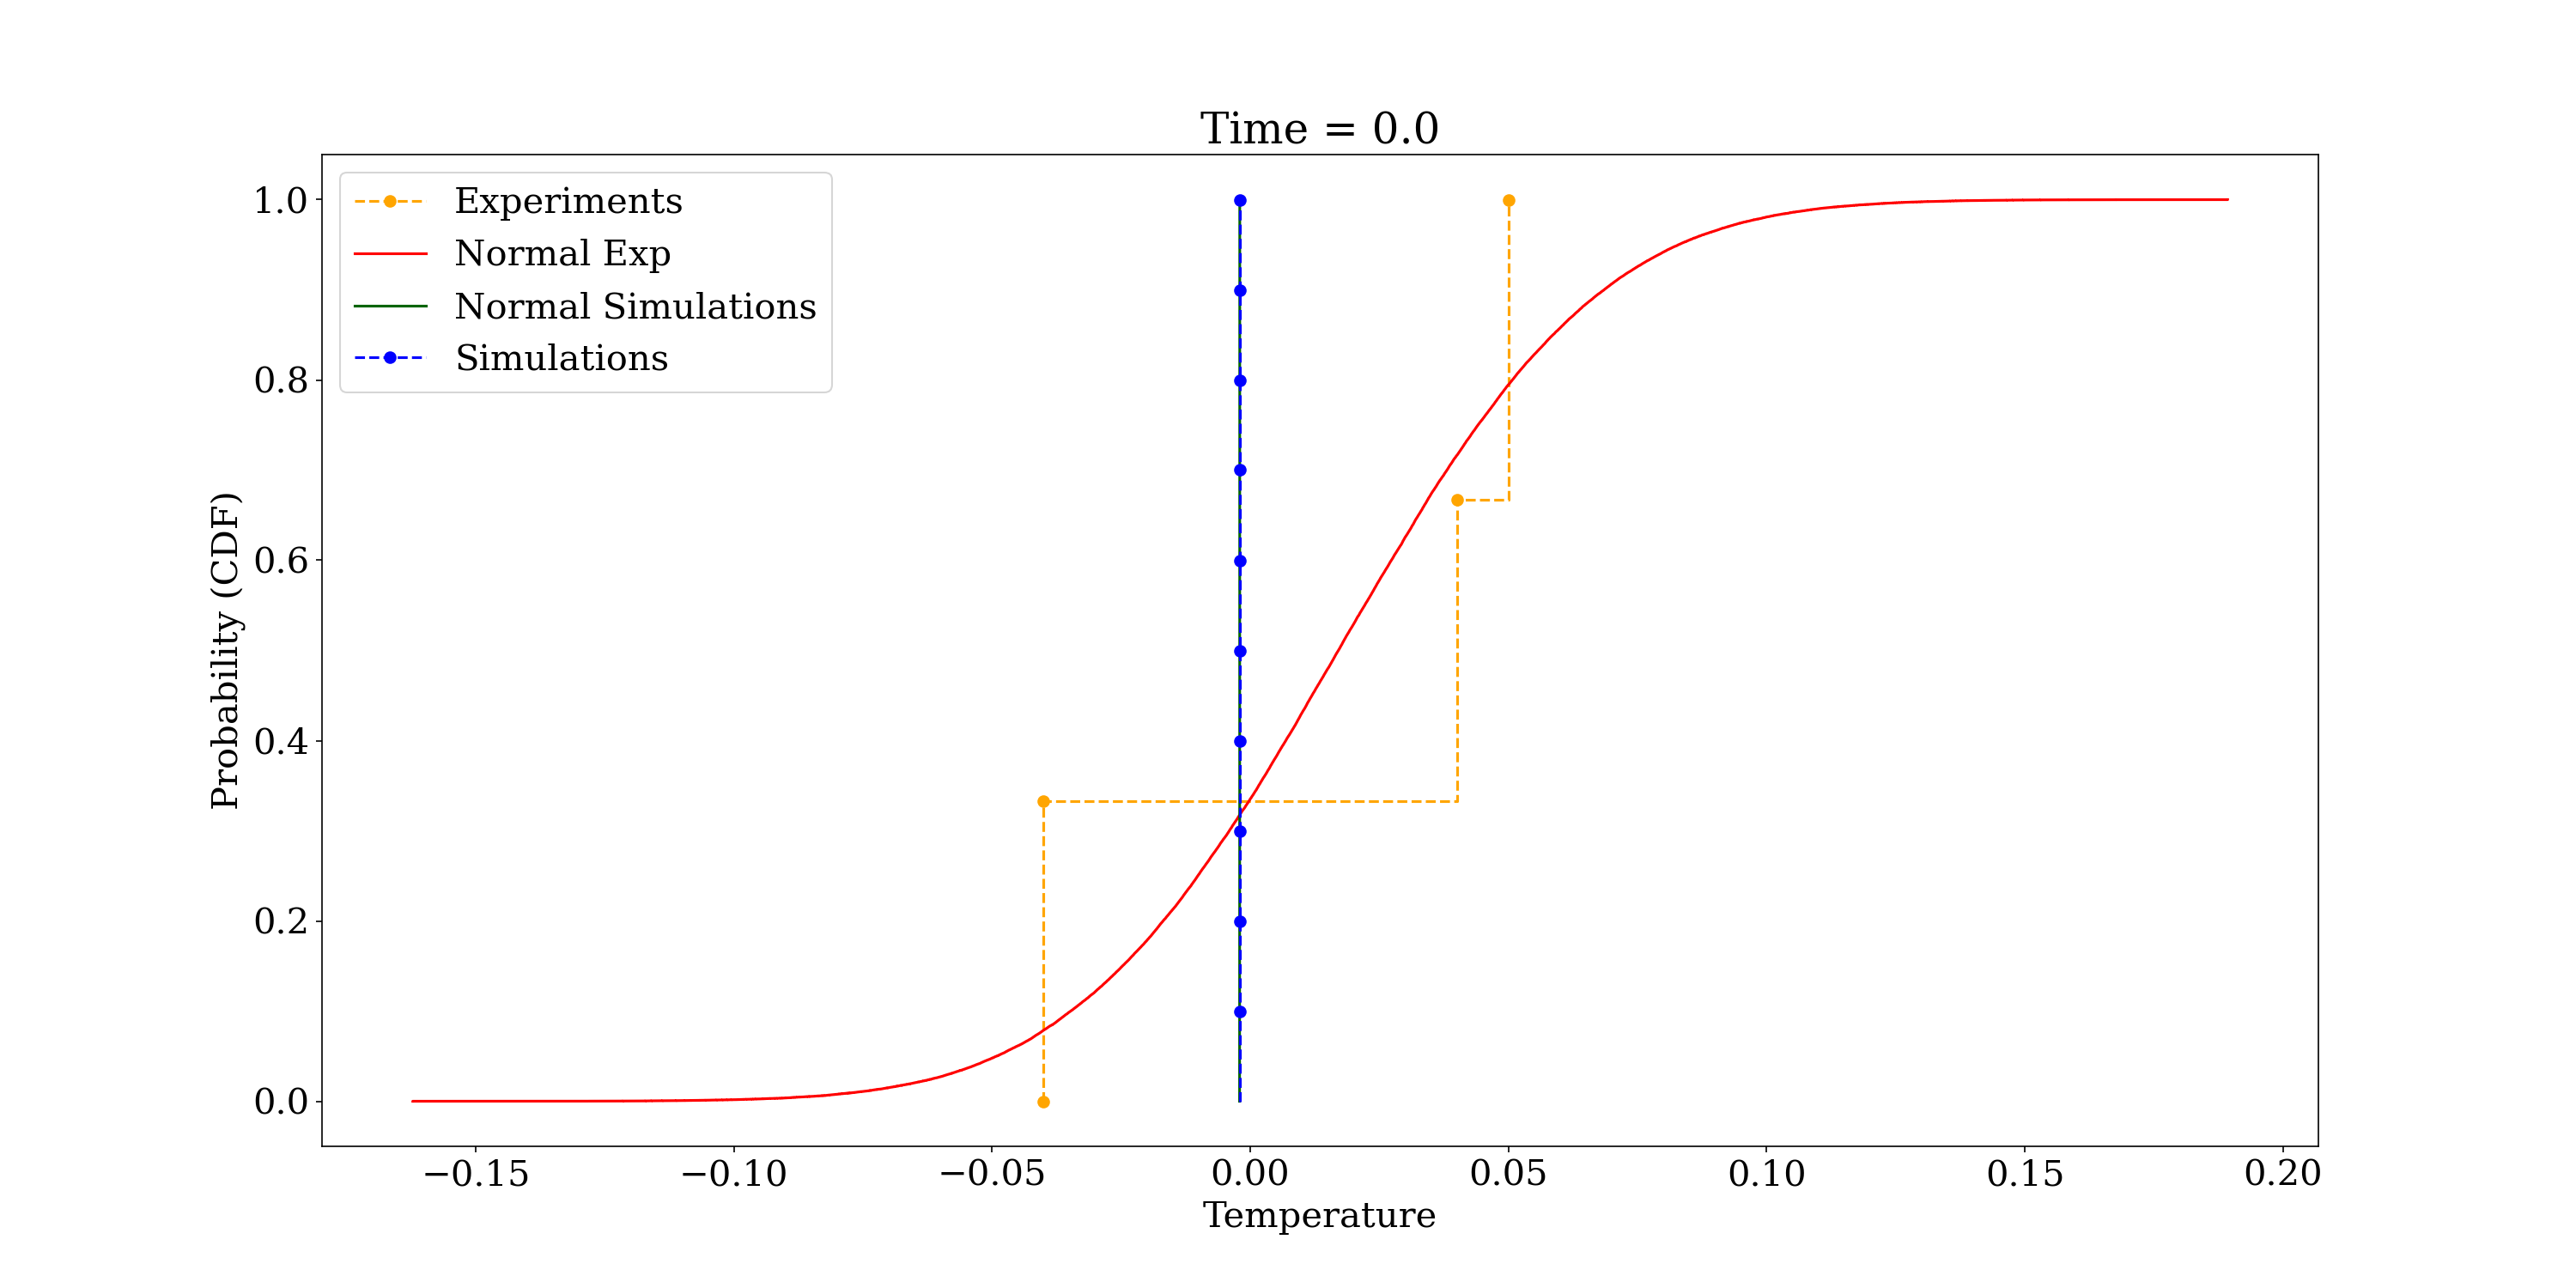 Time = 0.0
Experiments
Normal Exp
Normal Simulations
Simulations
Probability (CDF)
1.0
0.8
0.6
0.4
0.2
0.0
−0.15 −0.10 −0.05 0.00 0.05 0.10 0.15 0.20
Temperature